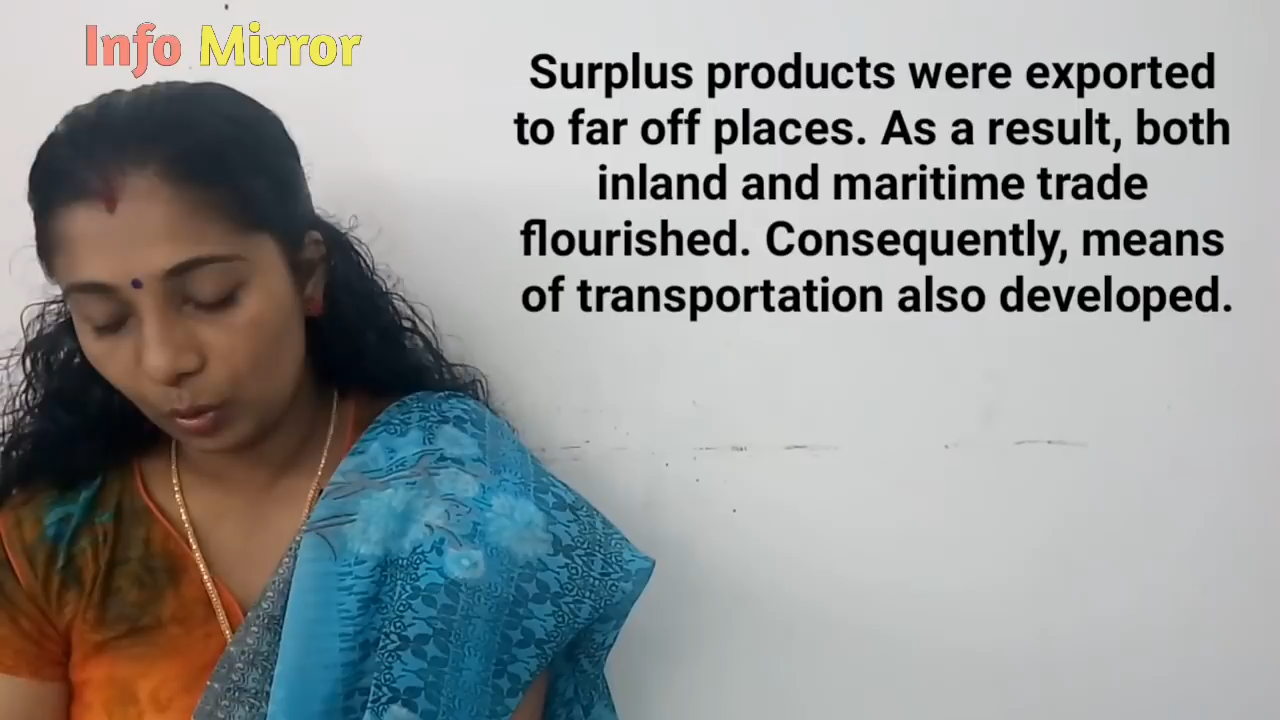 Info Mirror
Surplus products were exported
to far off places. As a result, both
inland and maritime trade
flourished. Consequently, means
of transportation also developed.